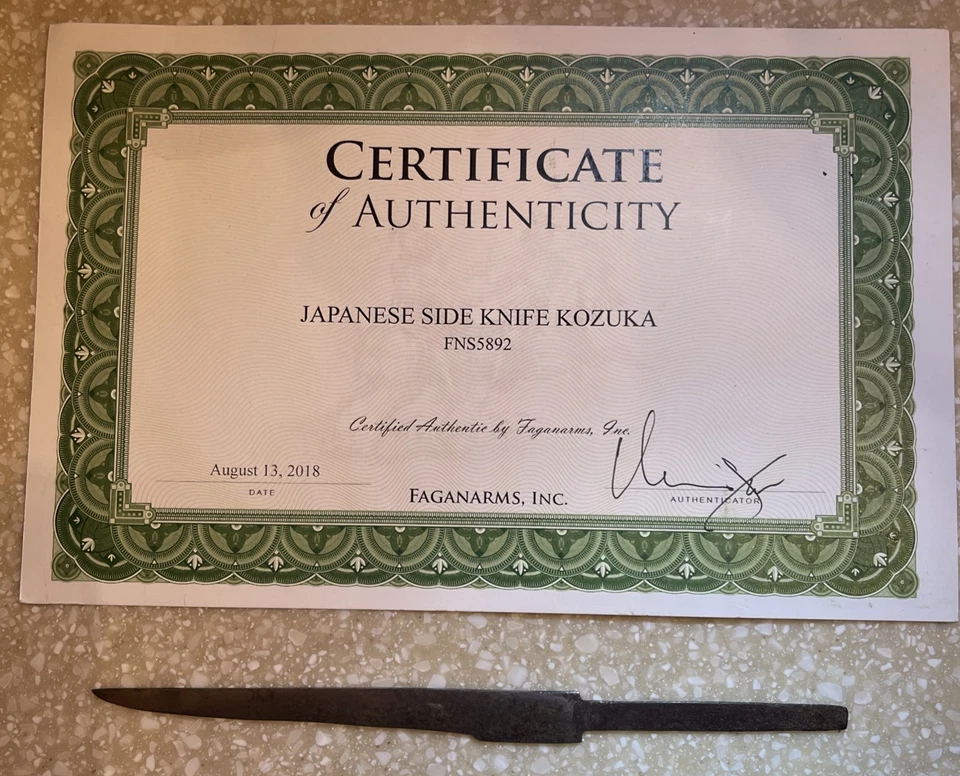 CERTIFICATE
of AUTHENTICITY
JAPANESE SIDE KNIFE KOZUKA
FNS5892
Certified Authentic by Faganarms, Inc.
August 13, 2018
DATE
FAGANARMS, INC.
AUTHENTICATOR